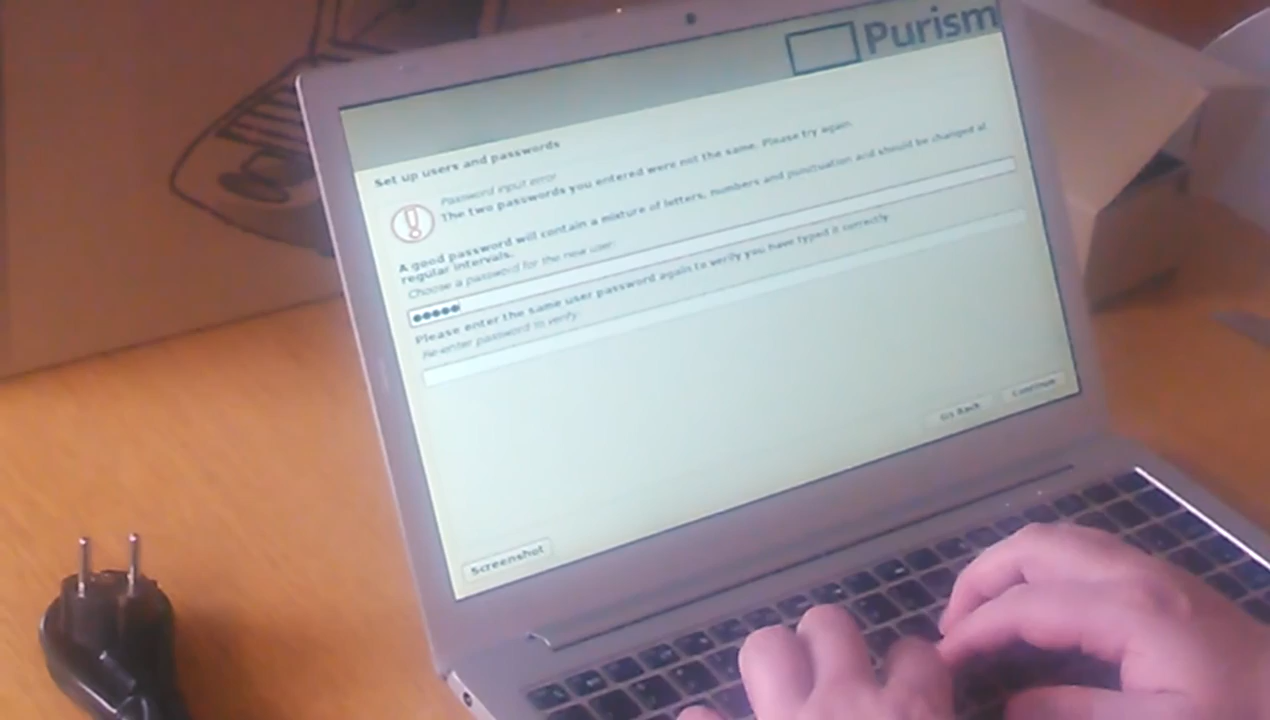 Purism
Set up users and passwords
Password input error
The two passwords you entered were not the same. Please try again.
A good password will contain a mixture of letters, numbers and punctuation and should be changed at
regular intervals.
Choose a password for the new user:
Please enter the same user password again to verify you have typed it correctly.
Re-enter password to verify:
Go Back
Continue
Screenshot